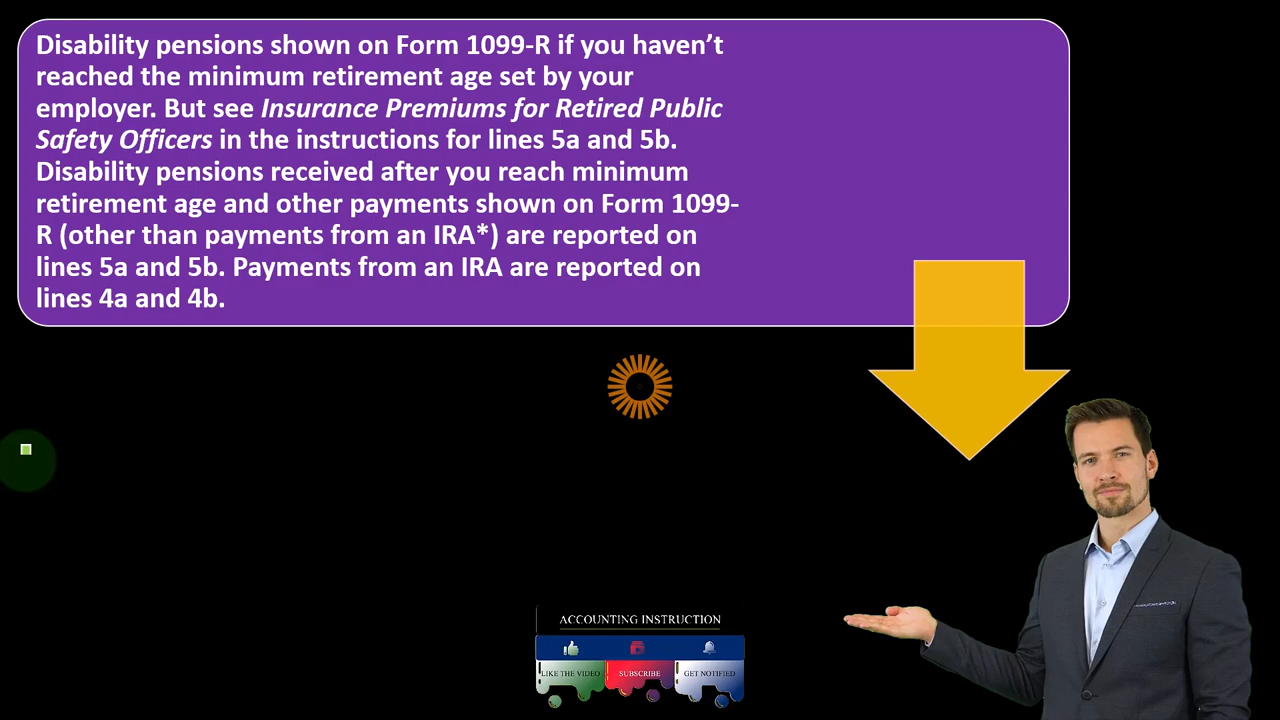 Disability pensions shown on Form 1099-R if you haven’t
reached the minimum retirement age set by your
employer. But see Insurance Premiums for Retired Public
Safety Officers in the instructions for lines 5a and 5b.
Disability pensions received after you reach minimum
retirement age and other payments shown on Form 1099-
R (other than payments from an IRA*) are reported on
lines 5a and 5b. Payments from an IRA are reported on
lines 4a and 4b.
ACCOUNTING INSTRUCTION
LIKE THE VIDEO SUBSCRIBE GET NOTIFIED